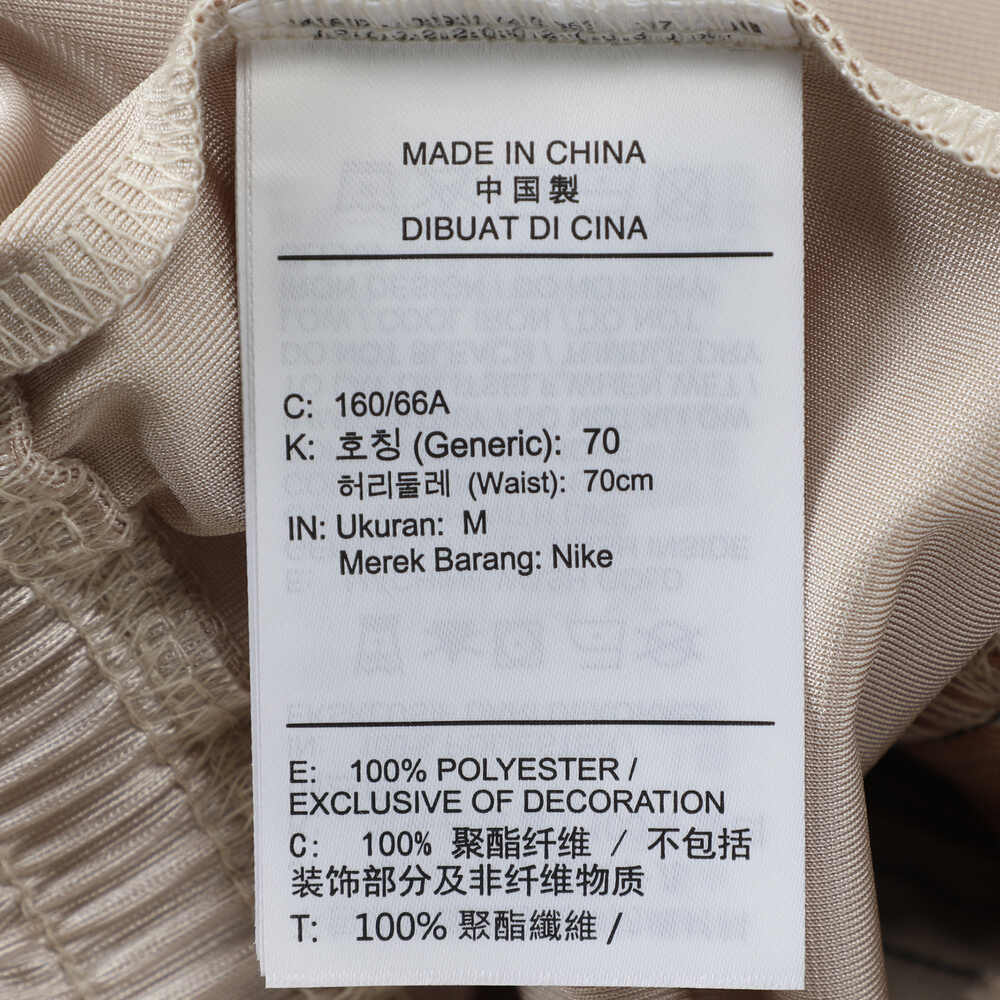 MADE IN CHINA
中国製
DIBUAT DI CINA
C: 160/66A
K: 호칭 (Generic): 70
허리둘레 (Waist): 70cm
IN: Ukuran: M
Merek Barang: Nike
E: 100% POLYESTER /
EXCLUSIVE OF DECORATION
C: 100% 聚酯纤维 / 不包括
装饰部分及非纤维物质
T: 100% 聚酯纖維 /